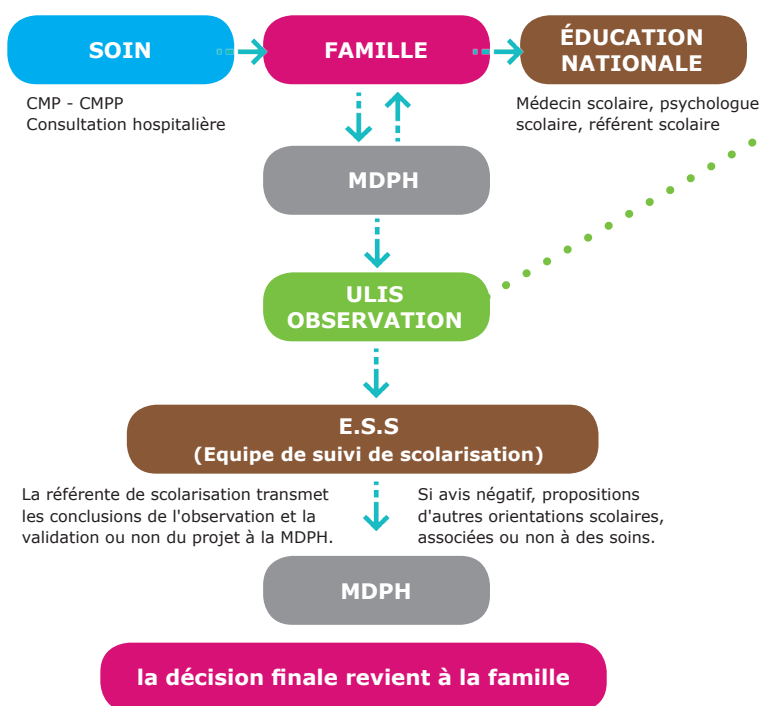 SOIN
FAMILLE
ÉDUCATION
NATIONALE
CMP - CMPP
Consultation hospitalière
Médecin scolaire, psychologue
scolaire, référent scolaire
MDPH
ULIS
OBSERVATION
E.S.S
(Equipe de suivi de scolarisation)
La référente de scolarisation transmet
les conclusions de l'observation et la
validation ou non du projet à la MDPH.
Si avis négatif, propositions
d'autres orientations scolaires,
associées ou non à des soins.
MDPH
la décision finale revient à la famille